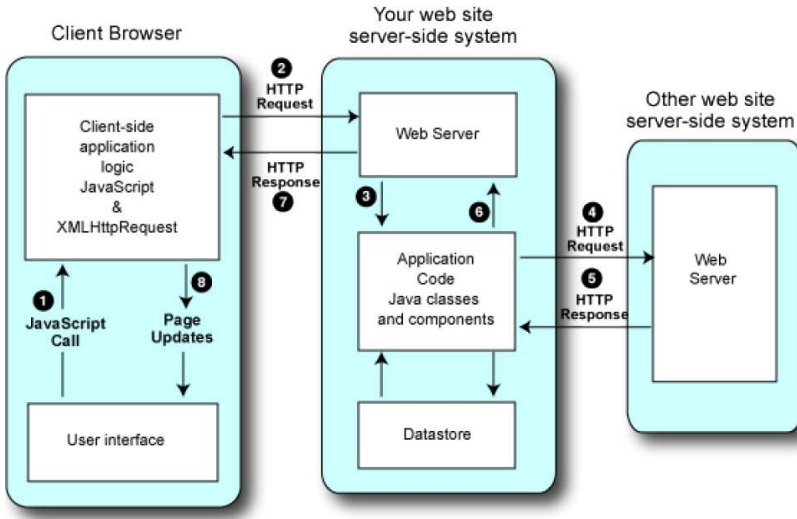 Client Browser
Your web site
server-side system
Other web site
server-side system
Client-side
application
logic
JavaScript
&
XMLHttpRequest
1
JavaScript
Call
8
Page
Updates
User interface
2
HTTP
Request
HTTP
Response
7
Web Server
3
6
Application
Code
Java classes
and components
Datastore
4
HTTP
Request
5
HTTP
Response
Web
Server